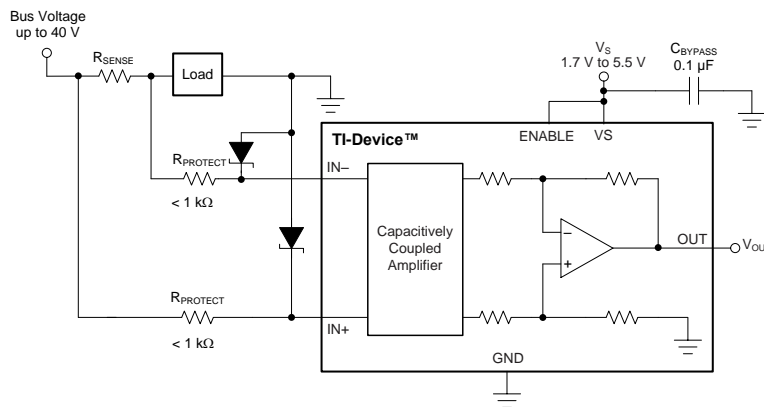 Bus Voltage
up to 40 V
RSENSE
Load
VS
1.7 V to 5.5 V
CBYPASS
0.1 µF
TI-Device™
ENABLE
VS
RPROTECT
IN–
< 1 kΩ
Capacitively
Coupled
Amplifier
–
+
OUT
VOU
RPROTECT
IN+
< 1 kΩ
GND